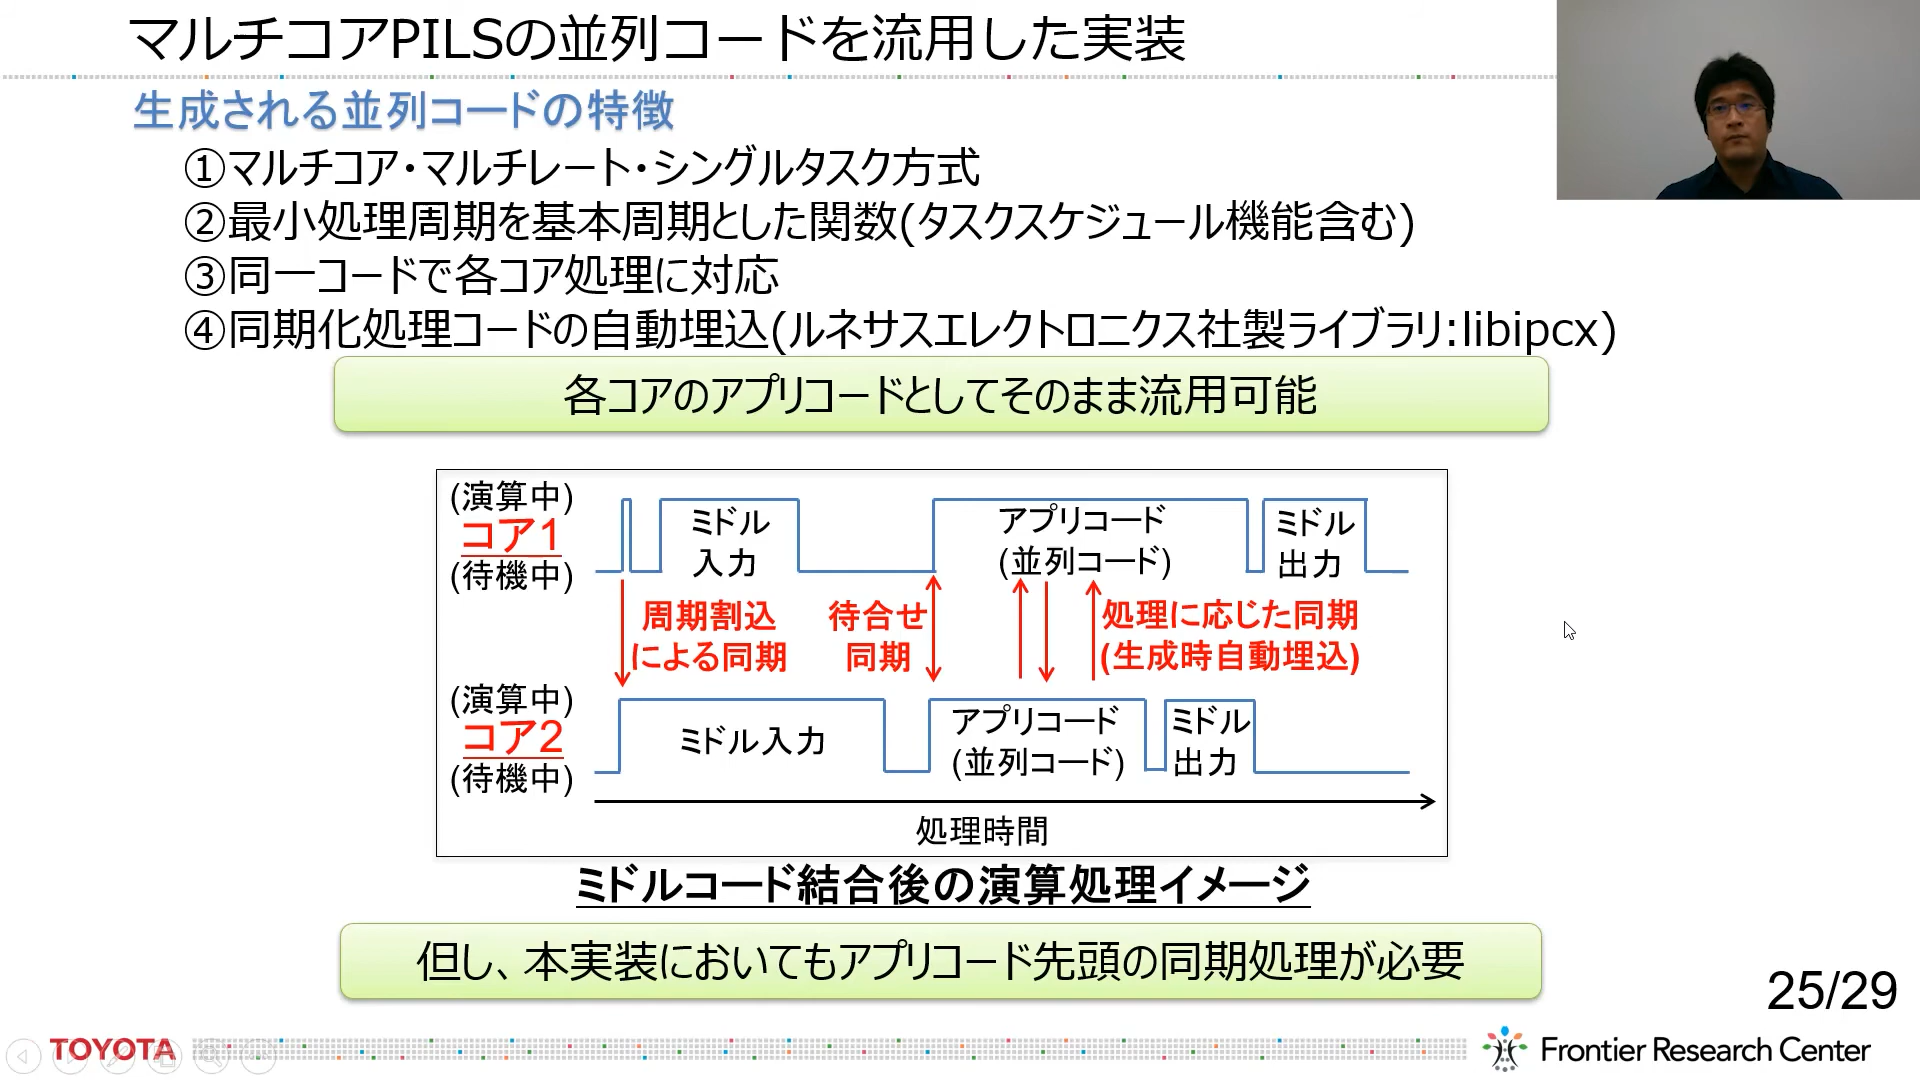 マルチコアPILSの並列コードを流用した実装
生成される並列コードの特徴
①マルチコア・マルチレート・シングルタスク方式
②最小処理周期を基本周期とした関数(タスクスケジュール機能含む)
③同一コードで各コア処理に対応
④同期化処理コードの自動埋込(ルネサスエレクトロニクス社製ライブラリ:libipcx)
各コアのアプリコードとしてそのまま流用可能
(演算中)
コア1
(待機中)
ミドル
入力
アプリコード
(並列コード)
ミドル
出力
周期割込
による同期
待合せ
同期
処理に応じた同期
(生成時自動埋込)
(演算中)
コア2
(待機中)
ミドル入力
アプリコード
(並列コード)
ミドル
出力
処理時間
ミドルコード結合後の演算処理イメージ
但し、本実装においてもアプリコード先頭の同期処理が必要
25/29
TOYOTA
Frontier Research Center